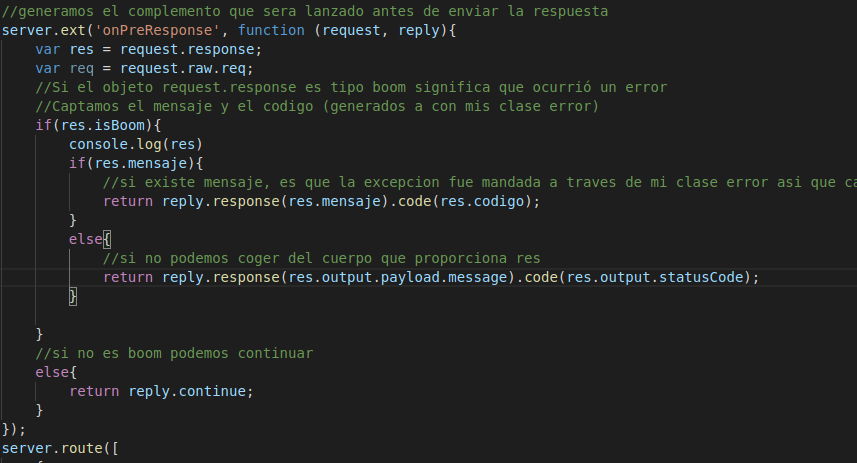 //generamos el complemento que sera lanzado antes de enviar la respuesta
server.ext('onPreResponse', function (request, reply){
    var res = request.response;
    var req = request.raw.req;
    //Si el objeto request.response es tipo boom significa que ocurrió un error
    //Captamos el mensaje y el codigo (generados a con mis clase error)
    if(res.isBoom){
        console.log(res)
        if(res.mensaje){
            //si existe mensaje, es que la excepcion fue mandada a traves de mi clase error asi que ca
            return reply.response(res.mensaje).code(res.codigo);
        }
        else{
            //si no podemos coger del cuerpo que proporciona res
            return reply.response(res.output.payload.message).code(res.output.statusCode);
        }
    }
    //si no es boom podemos continuar
    else{
        return reply.continue;
    }
});
server.route([